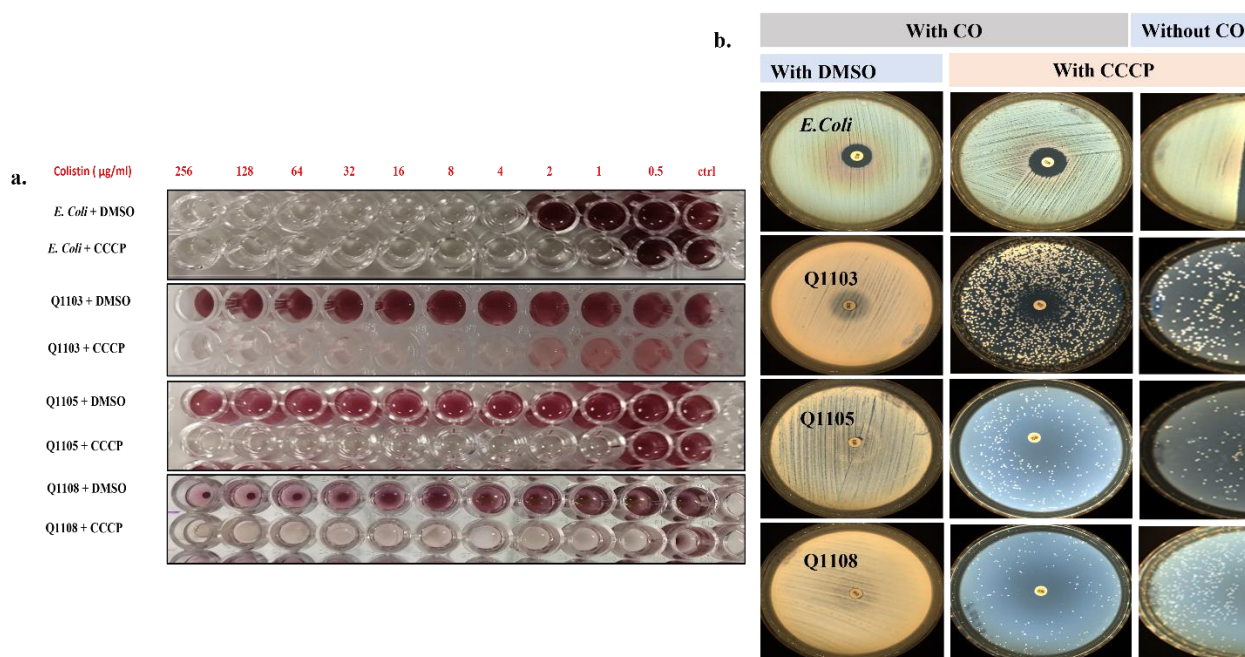 a.
Colistin ( µg/ml) 256 128 64 32 16 8 4 2 1 0.5 ctrl
E. Coli + DMSO
E. Coli + CCCP
Q1103 + DMSO
Q1103 + CCCP
Q1105 + DMSO
Q1105 + CCCP
Q1108 + DMSO
Q1108 + CCCP
b.
With CO Without CO
With DMSO With CCCP
E.Coli
Q1103
Q1105
Q1108